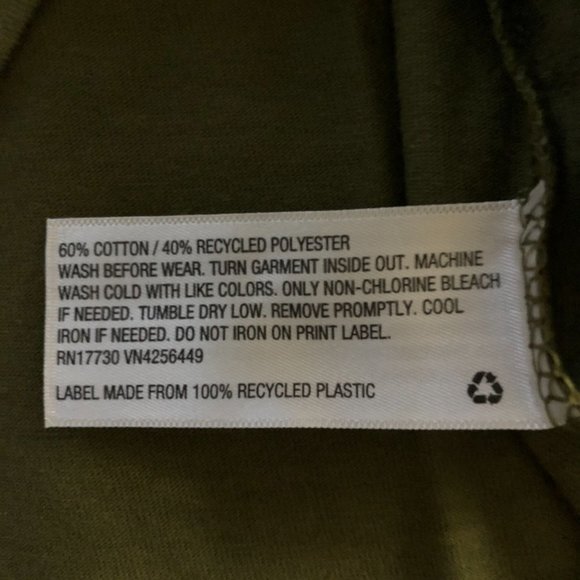 60% COTTON / 40% RECYCLED POLYESTER
WASH BEFORE WEAR. TURN GARMENT INSIDE OUT. MACHINE
WASH COLD WITH LIKE COLORS. ONLY NON-CHLORINE BLEACH
IF NEEDED. TUMBLE DRY LOW. REMOVE PROMPTLY. COOL
IRON IF NEEDED. DO NOT IRON ON PRINT LABEL.
RN17730 VN4256449
LABEL MADE FROM 100% RECYCLED PLASTIC